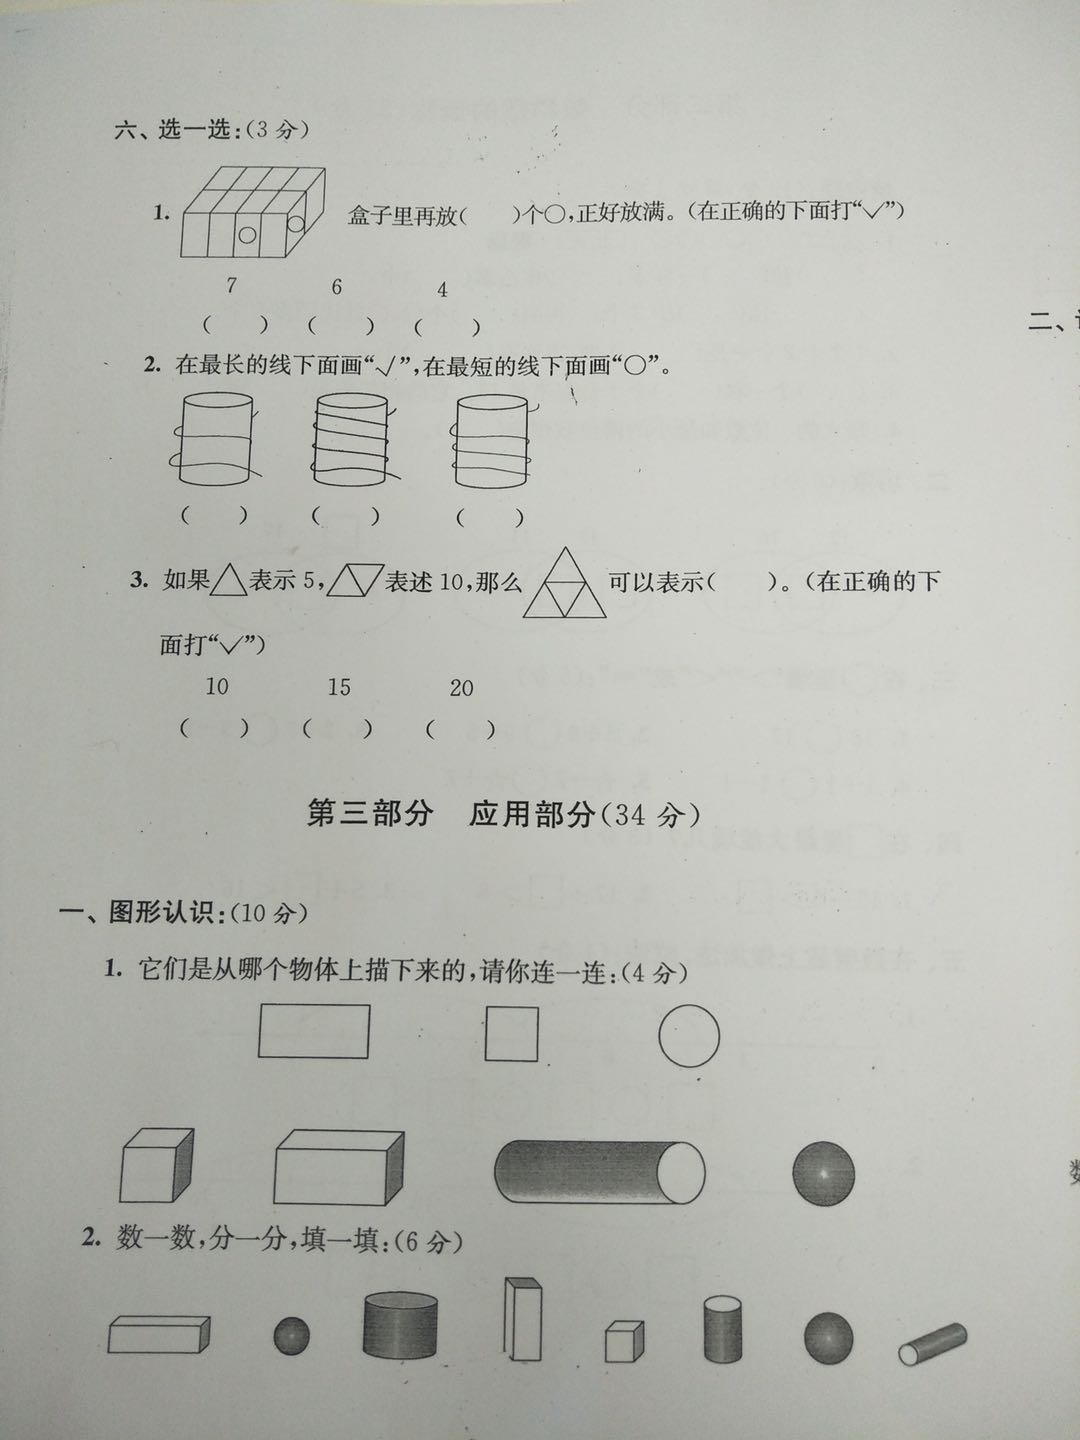 六、选一选:(3 分)
1. 盒子里再放(  )个○,正好放满。(在正确的下面打“✓”)
7 6 4
(  ) (  ) (  )
2. 在最长的线下面画“√”,在最短的线下面画“○”。
(  ) (  ) (  )
3. 如果△表示 5, 表述 10,那么 可以表示(  )。(在正确的下
面打“✓”)
10 15 20
(  ) (  ) (  )
第三部分 应用部分(34 分)
一、图形认识:(10 分)
1. 它们是从哪个物体上描下来的,请你连一连:(4 分)
2. 数一数,分一分,填一填:(6 分)
二、